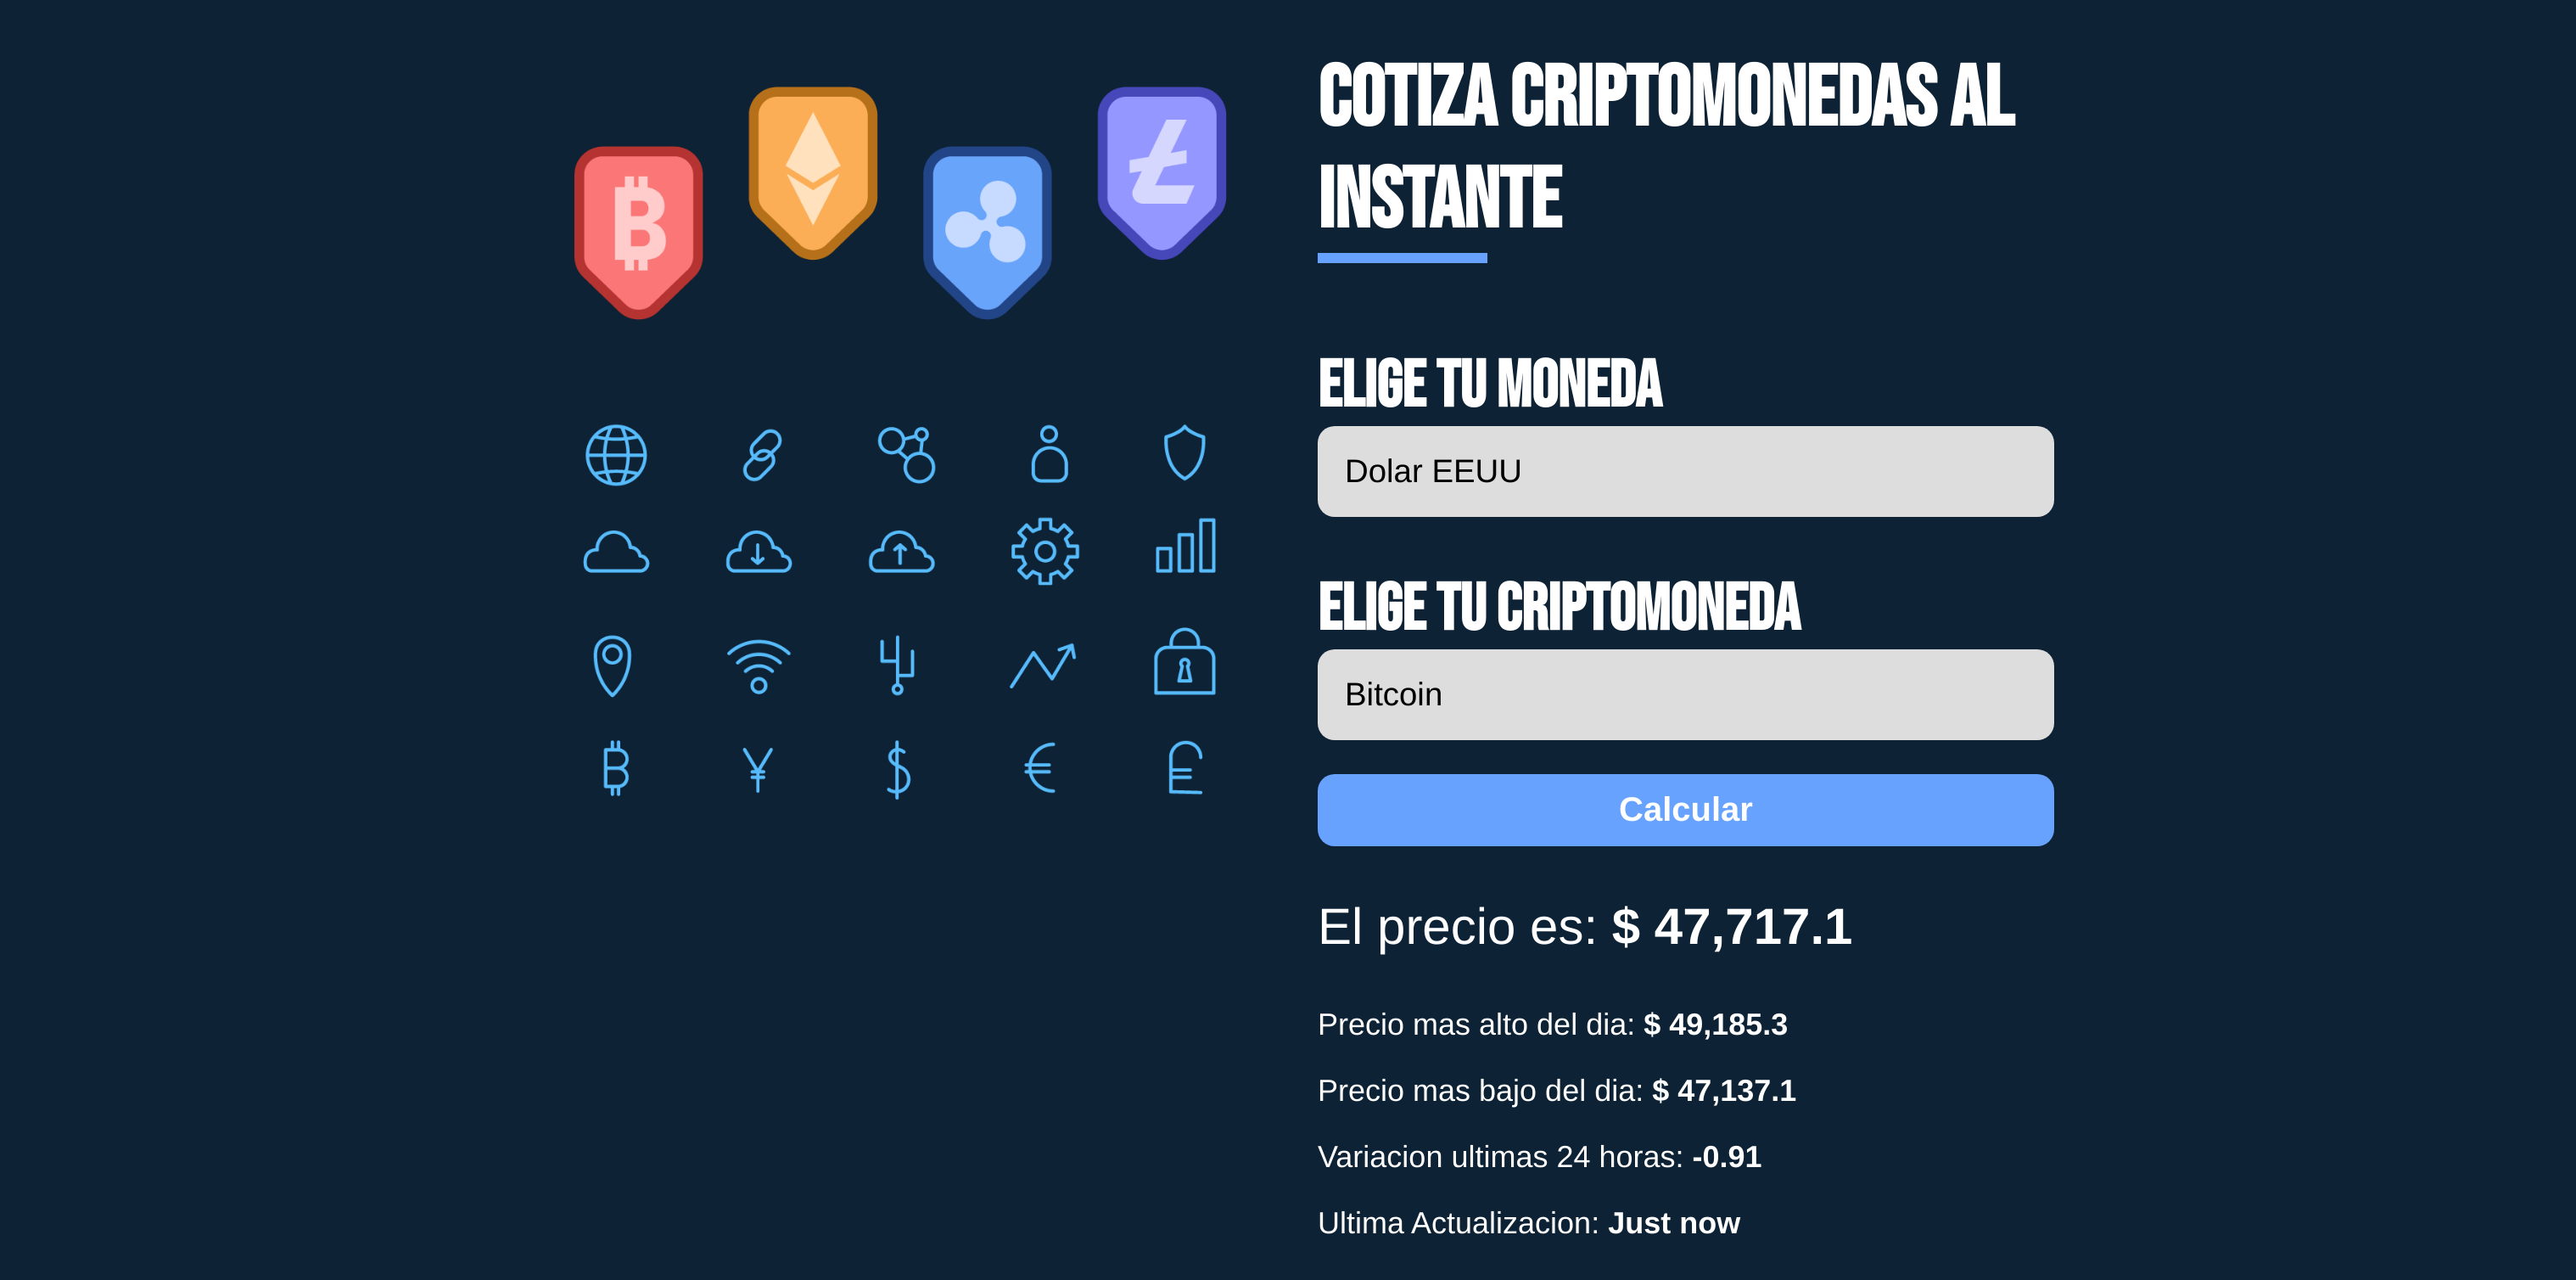 COTIZA CRIPTOMONEDAS AL
INSTANTE
ELIGE TU MONEDA
Dolar EEUU
ELIGE TU CRIPTOMONEDA
Bitcoin
Calcular
El precio es: $ 47,717.1
Precio mas alto del dia: $ 49,185.3
Precio mas bajo del dia: $ 47,137.1
Variacion ultimas 24 horas: -0.91
Ultima Actualizacion: Just now